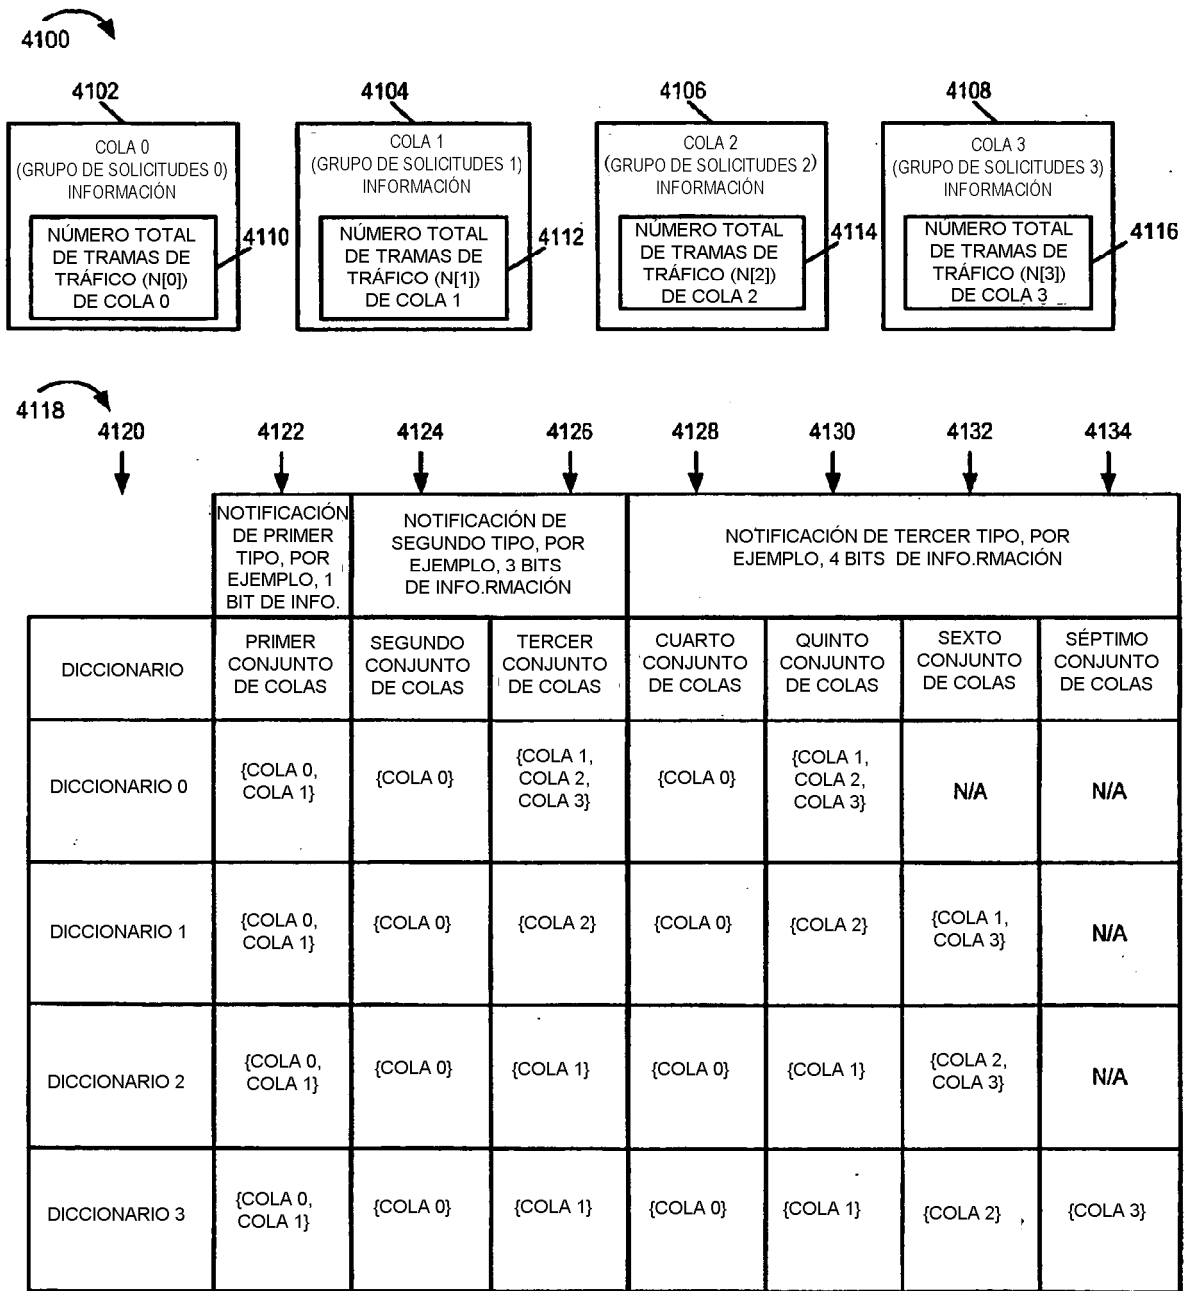 4100
4102
4104
4106
4108
COLA 0
(GRUPO DE SOLICITUDES 0)
INFORMACIÓN
NÚMERO TOTAL
DE TRAMAS DE
TRÁFICO (N[0])
DE COLA 0
4110
COLA 1
(GRUPO DE SOLICITUDES 1)
INFORMACIÓN
NÚMERO TOTAL
DE TRAMAS DE
TRÁFICO (N[1])
DE COLA 1
4112
COLA 2
(GRUPO DE SOLICITUDES 2)
INFORMACIÓN
NÚMERO TOTAL
DE TRAMAS DE
TRÁFICO (N[2])
DE COLA 2
4114
COLA 3
(GRUPO DE SOLICITUDES 3)
INFORMACIÓN
NÚMERO TOTAL
DE TRAMAS DE
TRÁFICO (N[3])
DE COLA 3
4116
4118
4120
4122
4124
4126
4128
4130
4132
4134
NOTIFICACIÓN
DE PRIMER
TIPO, POR
EJEMPLO, 1
BIT DE INFO.
NOTIFICACIÓN DE
SEGUNDO TIPO, POR
EJEMPLO, 3 BITS
DE INFO.RMACIÓN
NOTIFICACIÓN DE TERCER TIPO, POR
EJEMPLO, 4 BITS DE INFO.RMACIÓN
DICCIONARIO
PRIMER
CONJUNTO
DE COLAS
SEGUNDO
CONJUNTO
DE COLAS
TERCER
CONJUNTO
DE COLAS
CUARTO
CONJUNTO
DE COLAS
QUINTO
CONJUNTO
DE COLAS
SEXTO
CONJUNTO
DE COLAS
SÉPTIMO
CONJUNTO
DE COLAS
DICCIONARIO 0
{COLA 0,
COLA 1}
{COLA 0}
{COLA 1,
COLA 2,
COLA 3}
{COLA 0}
{COLA 1,
COLA 2,
COLA 3}
N/A
N/A
DICCIONARIO 1
{COLA 0,
COLA 1}
{COLA 0}
{COLA 2}
{COLA 0}
{COLA 2}
{COLA 1,
COLA 3}
N/A
DICCIONARIO 2
{COLA 0,
COLA 1}
{COLA 0}
{COLA 1}
{COLA 0}
{COLA 1}
{COLA 2,
COLA 3}
N/A
DICCIONARIO 3
{COLA 0,
COLA 1}
{COLA 0}
{COLA 1}
{COLA 0}
{COLA 1}
{COLA 2}
{COLA 3}